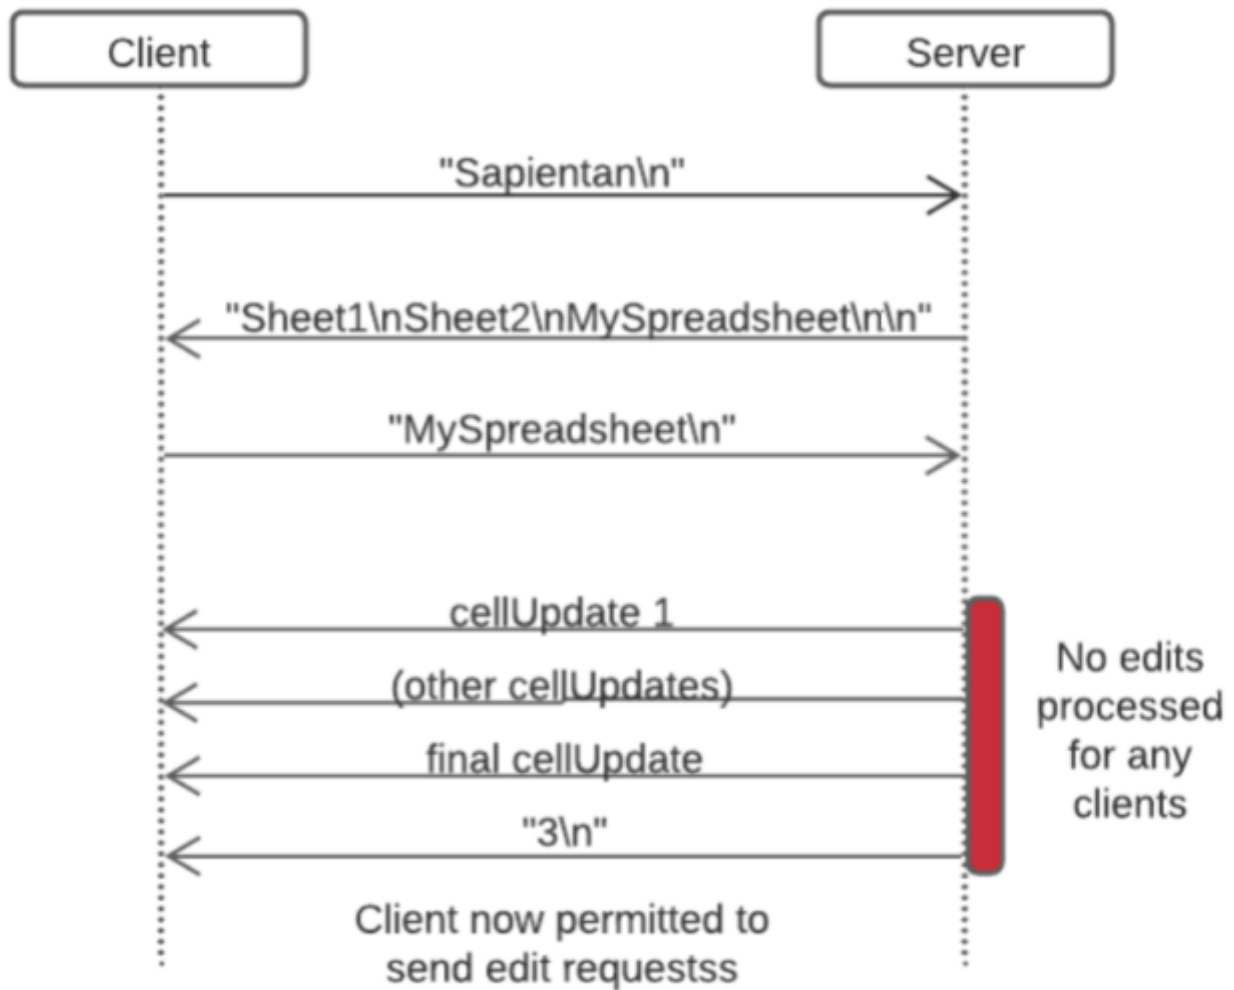 Client
Server
"Sapientan\n"
"Sheet1\nSheet2\nMySpreadsheet\n\n"
"MySpreadsheet\n"
cellUpdate 1
(other cellUpdates)
final cellUpdate
"3\n"
No edits
processed
for any
clients
Client now permitted to
send edit requestss